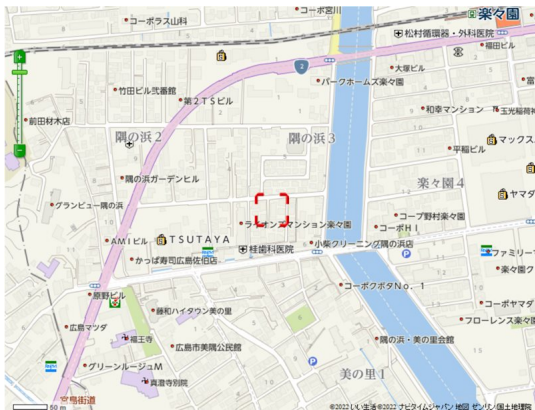 コーポラス山科
コーポ宮川
楽々園
松村循環器・外科医院
福田ビル
2
大塚ビル
竹田ビル弐番館
パークホームズ楽々園
第2TSビル
和幸マンション
玉光稲荷神
前田材木店
隅の浜2
隅の浜3
マックス
平稲ビル
隅の浜ガーデンヒル
楽々園4
ヤマダ
グランビュー隅の浜
コープ野村楽々園
ライオンズマンション楽々園
コーポHI
AMIビル
TSUTAYA
桂歯科医院
小柴クリーニング隅の浜店
ファミリー
かっぱ寿司広島佐伯店
楽々園ク
原野ビル
コーポクボタNo.1
コーポヤマダ
藤和ハイタウン美の里
フローレンス楽々園
広島マツダ
福王寺
広島市美隅公民館
隅の浜・美の里会館
グリーンルージュM
真澄寺別院
美の里1
宮島街道
50 m
©2022 いい生活 ©2022 ナビタイムジャパン 地図 ゼンリン 国土地理院